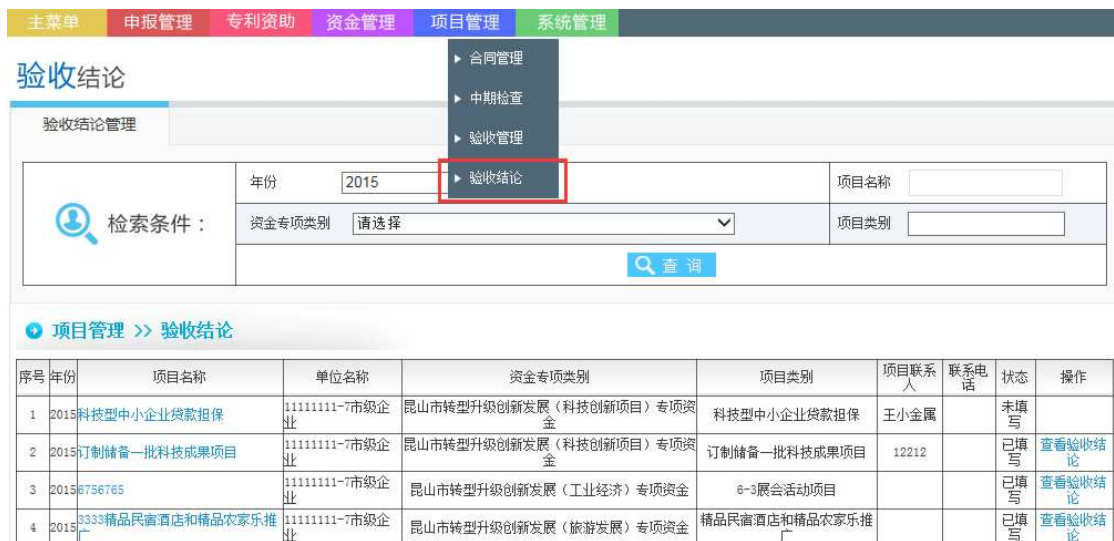 主菜单 申报管理 专利资助 资金管理 项目管理 系统管理
合同管理
中期检查
验收管理
验收结论
验收结论
验收结论管理
检索条件：
年份 2015 项目名称
资金专项类别 请选择 项目类别
查询
项目管理 >> 验收结论
序号 年份 项目名称 单位名称 资金专项类别 项目类别 项目联系人 联系电话 状态 操作
1 2015 科技型中小企业贷款担保 11111111-7市级企业 昆山市转型升级创新发展（科技创新项目）专项资金 科技型中小企业贷款担保 王小金属 未填写
2 2015 订制储备一批科技成果项目 11111111-7市级企业 昆山市转型升级创新发展（科技创新项目）专项资金 订制储备一批科技成果项目 12212 已填写 查看验收结论
3 2015 6756765 11111111-7市级企业 昆山市转型升级创新发展（工业经济）专项资金 6-3展会活动项目 已填写 查看验收结论
4 2015 3333精品民宿酒店和精品农家乐推广 11111111-7市级企业 昆山市转型升级创新发展（旅游发展）专项资金 精品民宿酒店和精品农家乐推广 已填写 查看验收结论